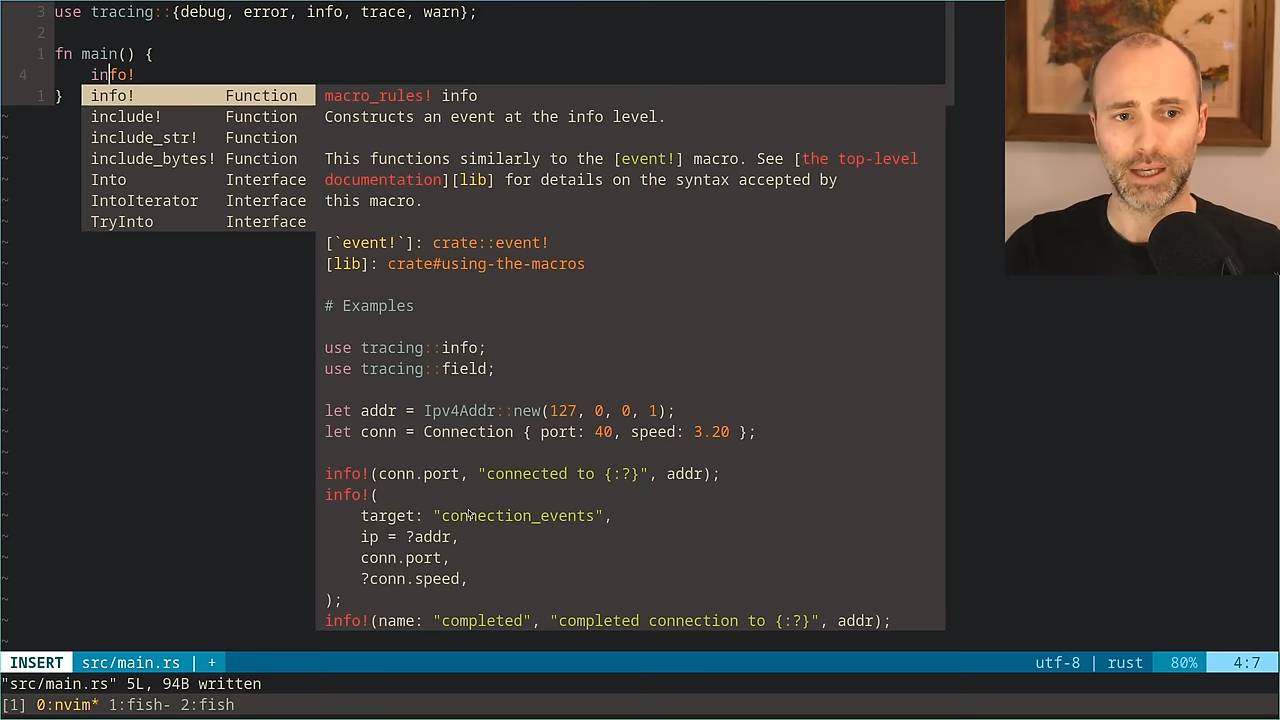 3 use tracing::{debug, error, info, trace, warn};
2
1 fn main() {
4 info!
1 }
info! Function
include! Function
include_str! Function
include_bytes! Function
Into Interface
IntoIterator Interface
TryInto Interface
macro_rules! info
Constructs an event at the info level.
This functions similarly to the [event!] macro. See [the top-level
documentation][lib] for details on the syntax accepted by
this macro.
[`event!`]: crate::event!
[lib]: crate#using-the-macros
# Examples
use tracing::info;
use tracing::field;
let addr = Ipv4Addr::new(127, 0, 0, 1);
let conn = Connection { port: 40, speed: 3.20 };
info!(conn.port, "connected to {:?}", addr);
info!(
target: "connection_events",
ip = ?addr,
conn.port,
?conn.speed,
);
info!(name: "completed", "completed connection to {:?}", addr);
INSERT src/main.rs | + utf-8 | rust 80% 4:7
"src/main.rs" 5L, 94B written
[1] 0:nvim* 1:fish- 2:fish